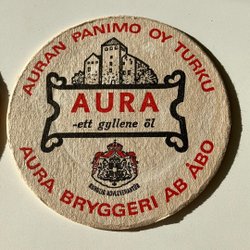 AURAN PANIMO OY TURKU
AURA
-ett gyllene öl
AURA BRYGGERI AB ÅBO